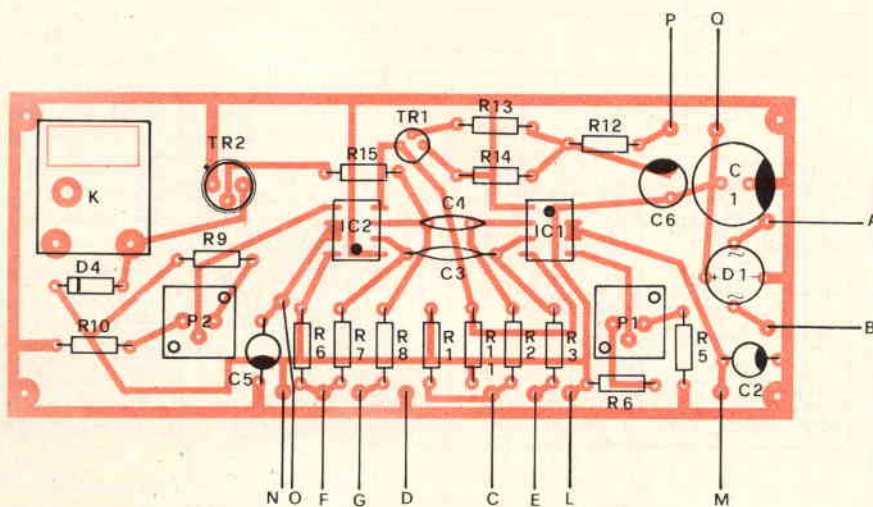 P Q
TR1
R13
R12
TR2
R15
R14
C 1
K
C4
C6
IC2
IC1
A
R9
C3
D4
+ D1 -
~
~
P2
P1
R10
B
R 6
R 7
R 8
R 1
R 1 1
R 2
R 3
R 5
C5
C2
R6
N O F G D C E L M